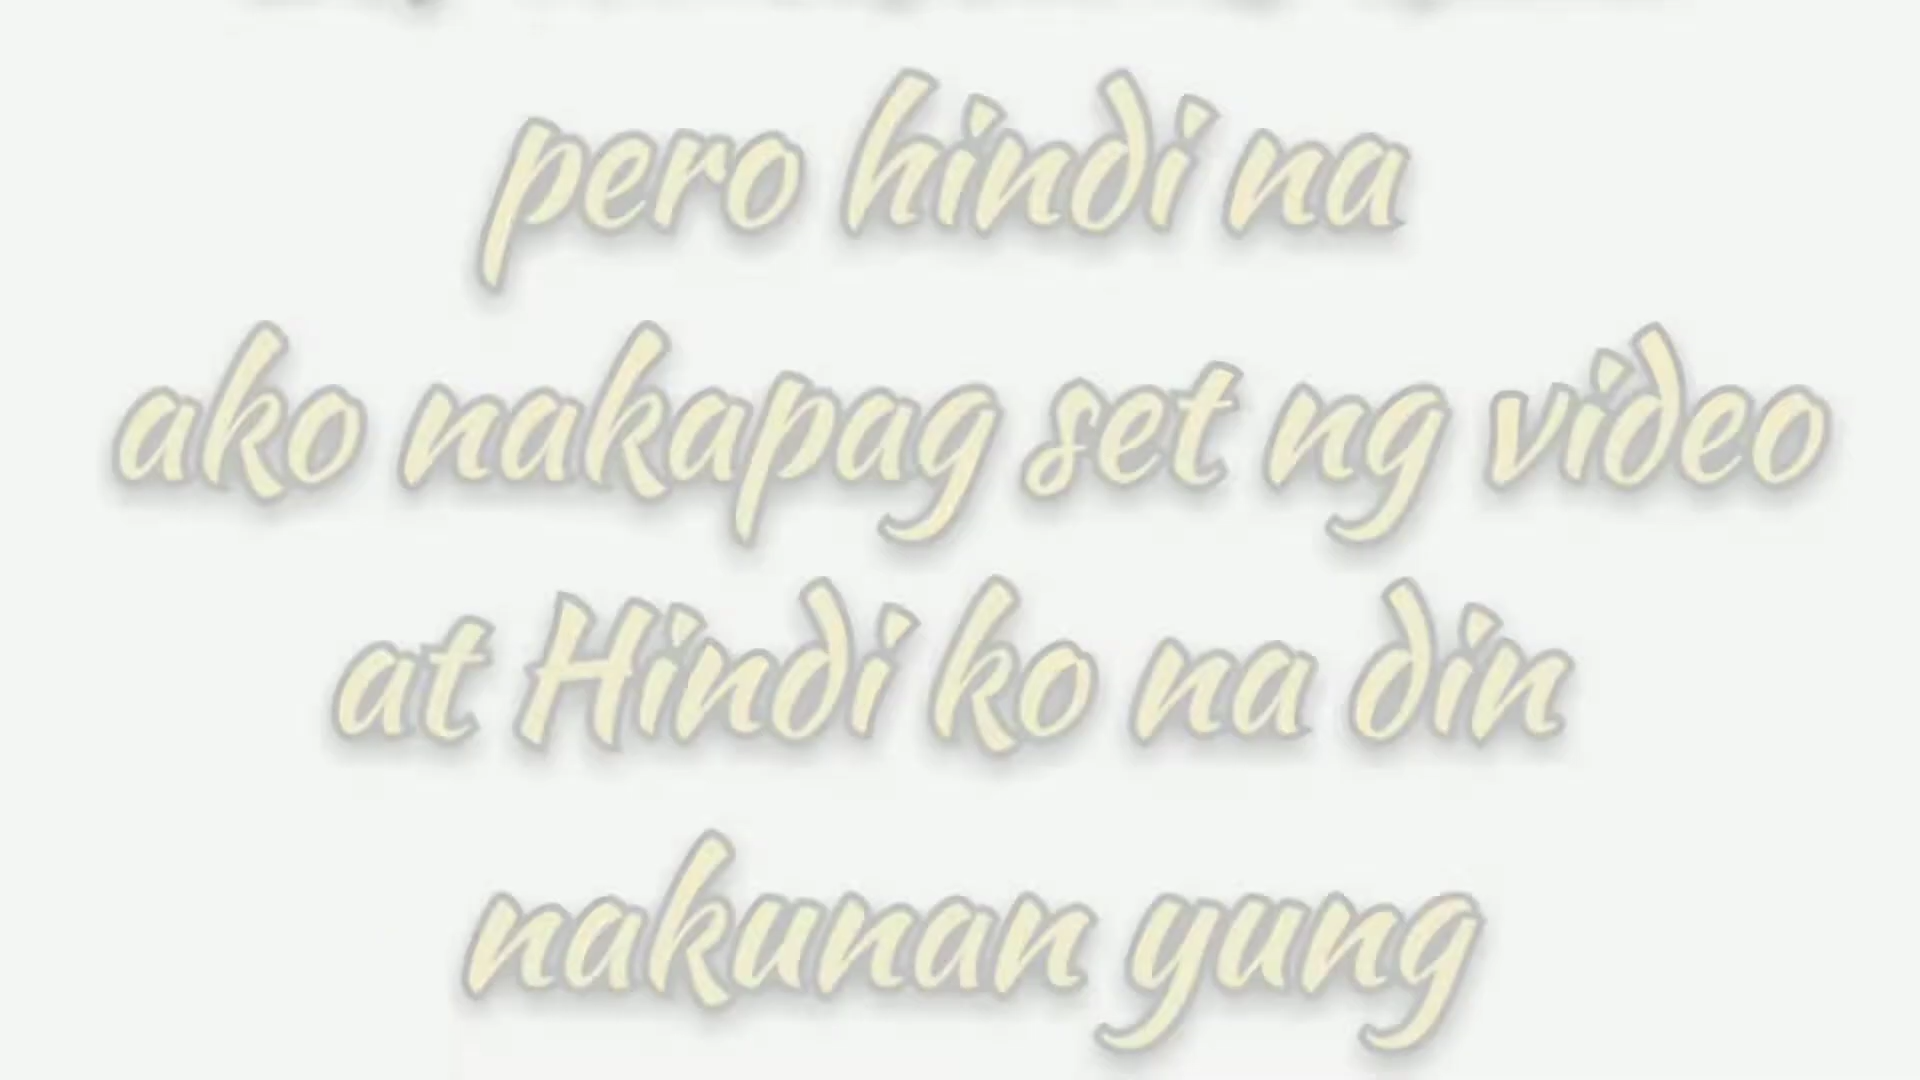 pero hindi na
ako nakapag set ng video
at Hindi ko na din
nakunan yung